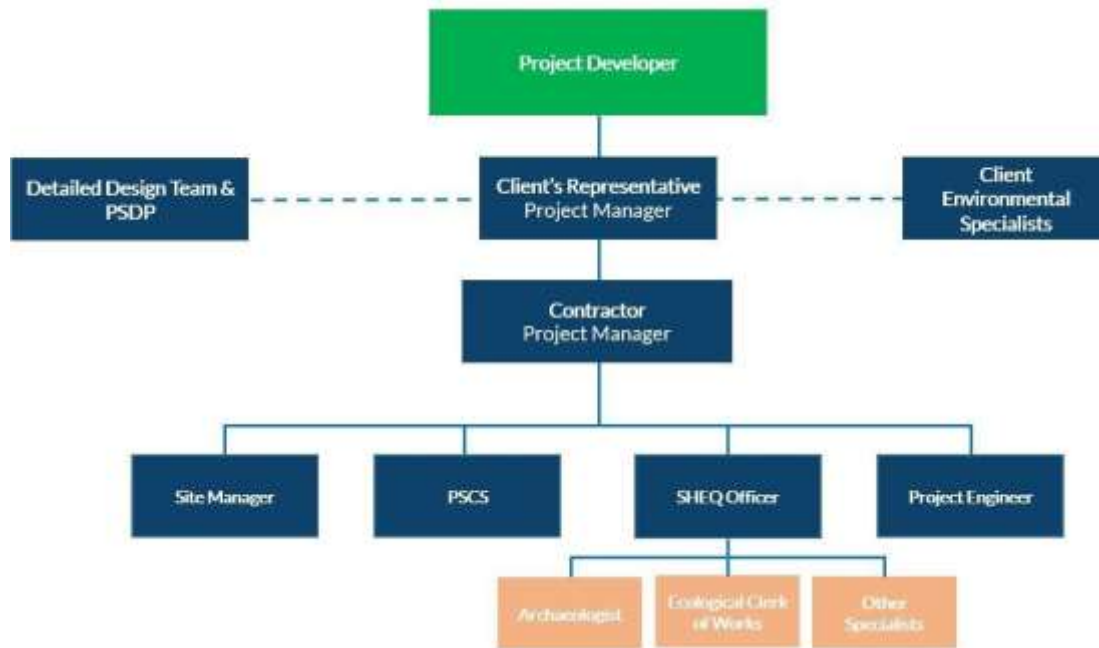 Project Developer
Detailed Design Team &
PSDP
Client's Representative
Project Manager
Client
Environmental
Specialists
Contractor
Project Manager
Site Manager
PSCS
SHEQ Officer
Project Engineer
Archaeologist
Ecological Clerk
of Works
Other
Specialists